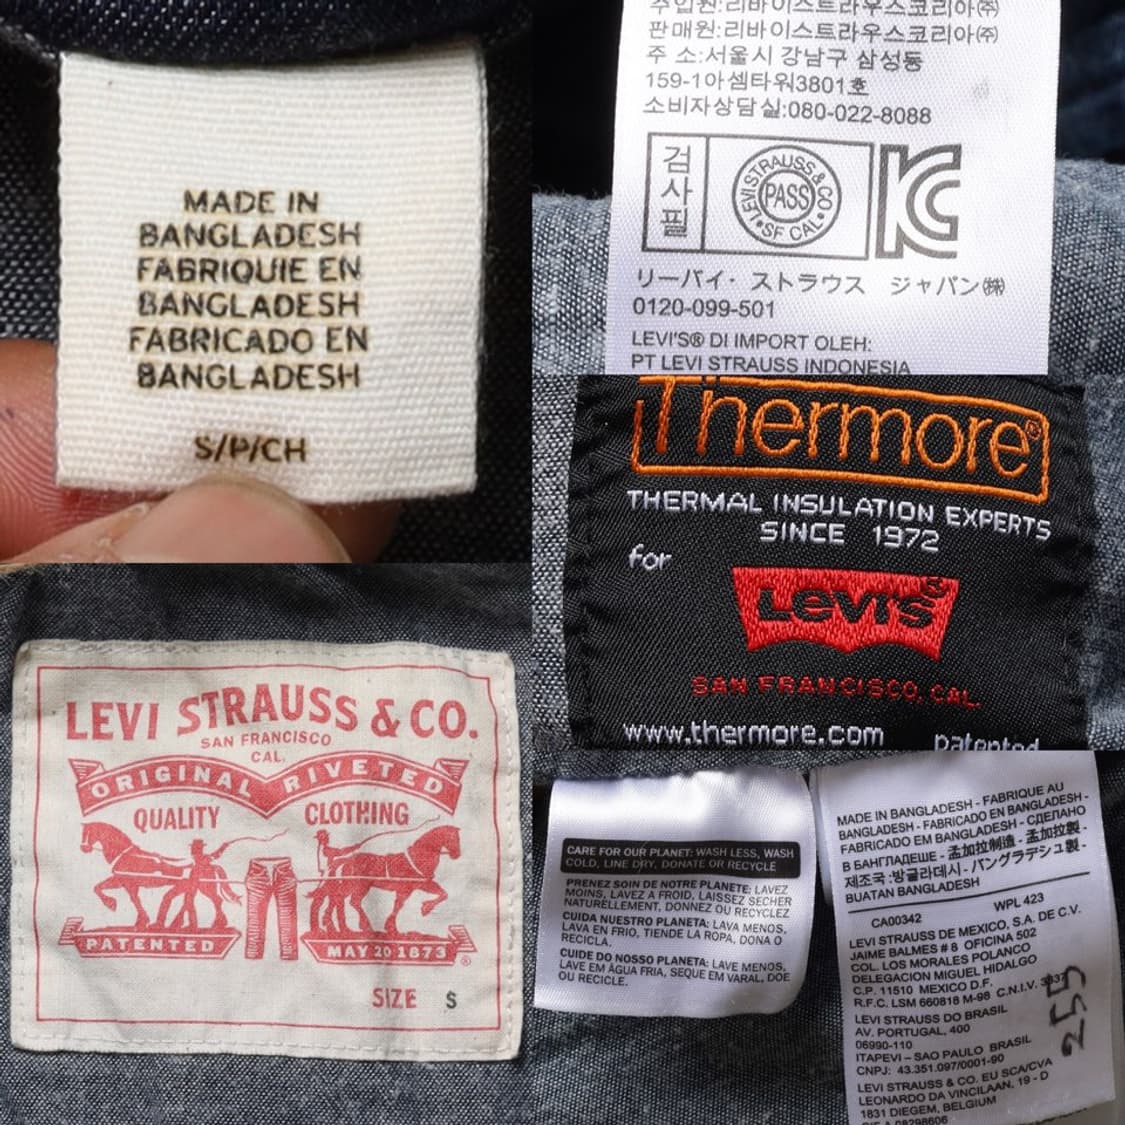 MADE IN
BANGLADESH
FABRIQUIE EN
BANGLADESH
FABRICADO EN
BANGLADESH
S/P/CH
주입원:리바이스트라우스코리아㈜
판매원:리바이스트라우스코리아㈜
주 소:서울시 강남구 삼성동
159-1아셈타워3801호
소비자상담실:080-022-8088
검
사
필
LEVI STRAUSS & CO
PASS
SF CAL
KC
リーバイ・ストラウス ジャパン㈱
0120-099-501
LEVI'S® DI IMPORT OLEH:
PT LEVI STRAUSS INDONESIA
Thermore®
THERMAL INSULATION EXPERTS
SINCE 1972
for
Levi's®
SAN FRANCISCO, CAL.
www.thermore.com patented
LEVI STRAUSS & CO.
SAN FRANCISCO
CAL.
ORIGINAL RIVETED
QUALITY CLOTHING
PATENTED MAY 20 1873 ®
SIZE S
CARE FOR OUR PLANET: WASH LESS, WASH
COLD, LINE DRY, DONATE OR RECYCLE
PRENEZ SOIN DE NOTRE PLANETE: LAVEZ
MOINS, LAVEZ A FROID, LAISSEZ SECHER
NATURELLEMENT, DONNEZ OU RECYCLEZ
CUIDA NUESTRO PLANETA: LAVA MENOS,
LAVA EN FRIO, TIENDE LA ROPA, DONA O
RECICLA.
CUIDE DO NOSSO PLANETA: LAVE MENOS,
LAVE EM ÁGUA FRIA, SEQUE EM VARAL, DOE
OU RECICLE.
MADE IN BANGLADESH - FABRIQUE AU
BANGLADESH - FABRICADO EN BANGLADESH -
FABRICADO EM BANGLADESH - СДЕЛАНО
В БАНГЛАДЕШЕ - 孟加拉制造 - 孟加拉製 -
제조국:방글라데시 - バングラデシュ製 -
BUATAN BANGLADESH
CA00342 WPL 423
LEVI STRAUSS DE MEXICO, S.A. DE C.V.
JAIME BALMES # 8 OFICINA 502
COL. LOS MORALES POLANCO
DELEGACION MIGUEL HIDALGO
C.P. 11510 MEXICO D.F.
R.F.C. LSM 660818 M-98 C.N.I.V. 3337
LEVI STRAUSS DO BRASIL
AV. PORTUGAL, 400
06990-110
ITAPEVI – SAO PAULO BRASIL
CNPJ: 43.351.097/0001-90
LEVI STRAUSS & CO. EU SCA/CVA
LEONARDO DA VINCILAAN, 19 - D
1831 DIEGEM, BELGIUM
255